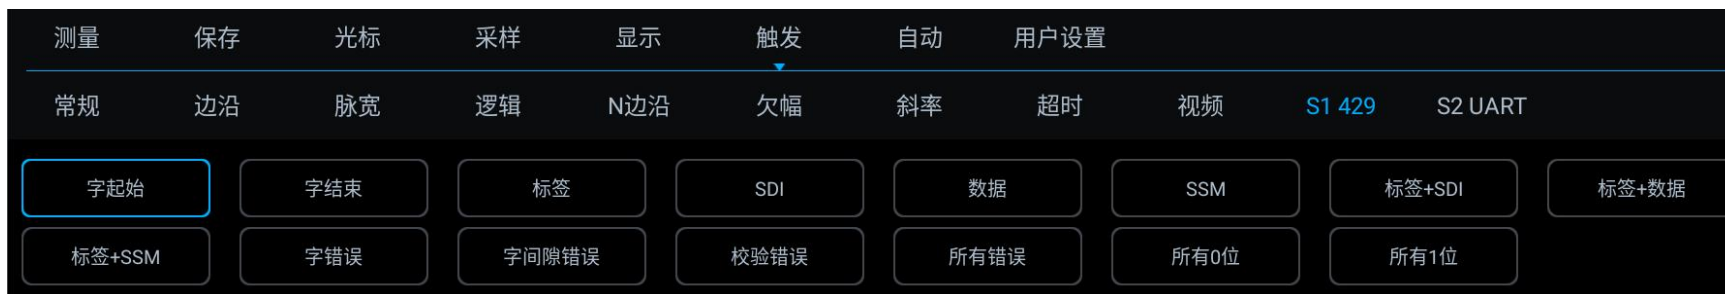 测量 保存 光标 采样 显示 触发 自动 用户设置
常规 边沿 脉宽 逻辑 N边沿 欠幅 斜率 超时 视频 S1 429 S2 UART
字起始 字结束 标签 SDI 数据 SSM 标签+SDI 标签+数据
标签+SSM 字错误 字间隙错误 校验错误 所有错误 所有0位 所有1位